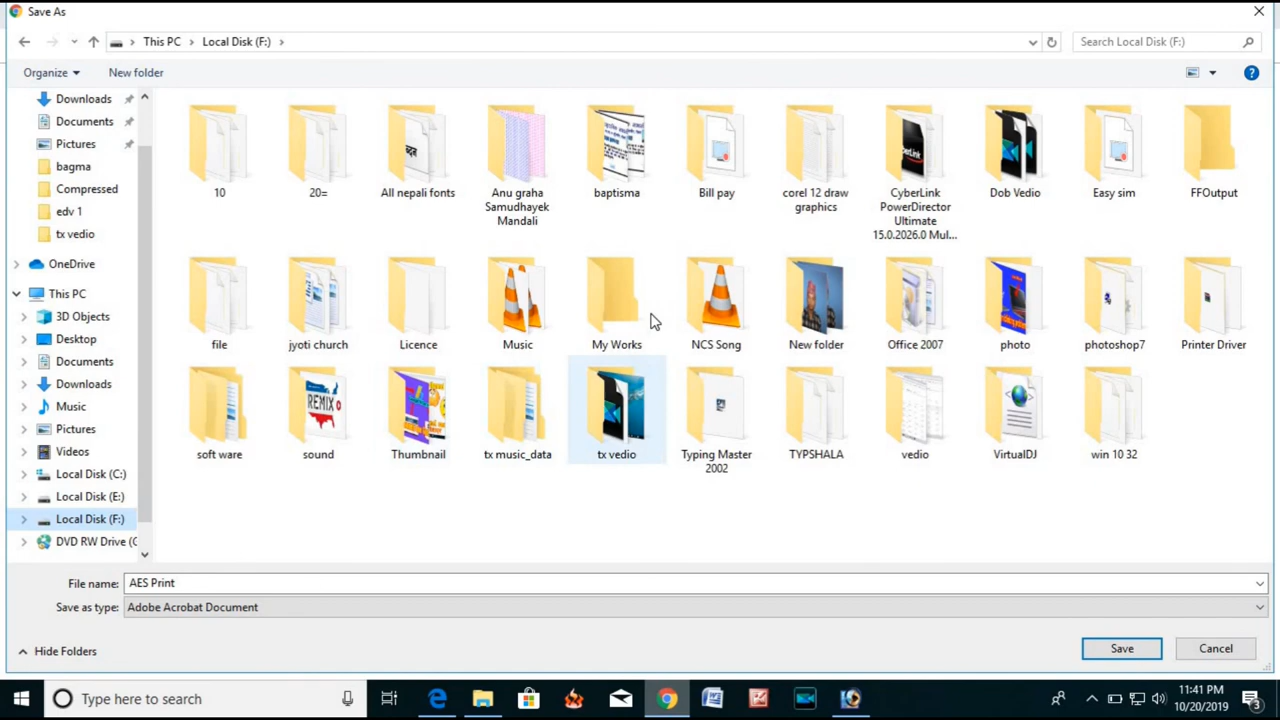 Save As
This PC
Local Disk (F:)
Search Local Disk (F:)
Organize
New folder
?
Downloads
Documents
Pictures
bagma
Compressed
edv 1
tx vedio
OneDrive
This PC
3D Objects
Desktop
Documents
Downloads
Music
Pictures
Videos
Local Disk (C:)
Local Disk (E:)
Local Disk (F:)
DVD RW Drive (
10
20=
All nepali fonts
Anu graha
Samudhayek
Mandali
baptisma
Bill pay
corel 12 draw
graphics
CyberLink
PowerDirector
Ultimate
15.0.2026.0 Mul...
Dob Vedio
Easy sim
FFOutput
file
jyoti church
Licence
Music
My Works
NCS Song
New folder
Office 2007
photo
photoshop7
Printer Driver
soft ware
REMIX
sound
Thumbnail
tx music_data
tx vedio
Typing Master
2002
TYPSHALA
vedio
VirtualDJ
win 10 32
File name:
AES Print
Save as type:
Adobe Acrobat Document
Hide Folders
Save
Cancel
Type here to search
11:41 PM
10/20/2019
3